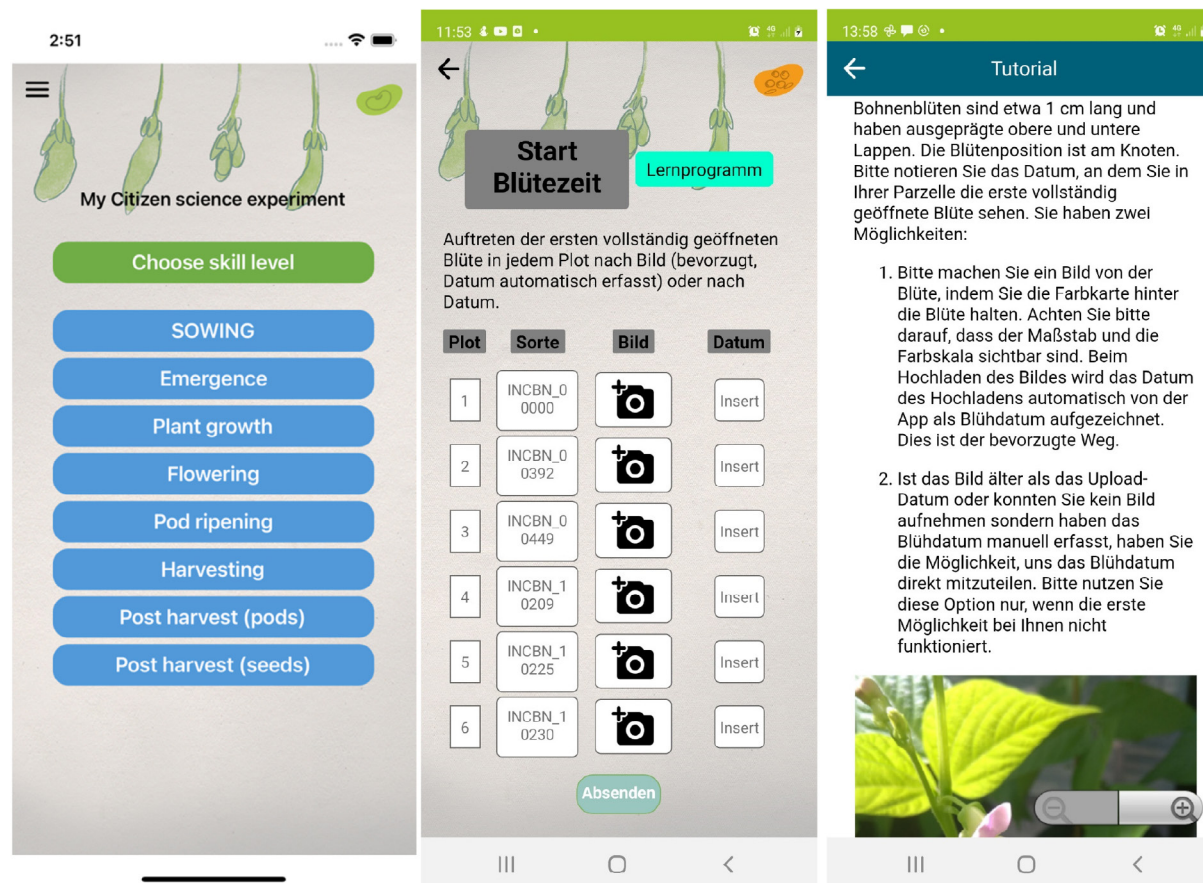 2:51
My Citizen science experiment
Choose skill level
SOWING
Emergence
Plant growth
Flowering
Pod ripening
Harvesting
Post harvest (pods)
Post harvest (seeds)
11:53
4G
Start
Blütezeit
Lernprogramm
Auftreten der ersten vollständig geöffneten
Blüte in jedem Plot nach Bild (bevorzugt,
Datum automatisch erfasst) oder nach
Datum.
Plot Sorte Bild Datum
1 INCBN_0
0000 Insert
2 INCBN_0
0392 Insert
3 INCBN_0
0449 Insert
4 INCBN_1
0209 Insert
5 INCBN_1
0225 Insert
6 INCBN_1
0230 Insert
Absenden
13:58
4G
Tutorial
Bohnenblüten sind etwa 1 cm lang und
haben ausgeprägte obere und untere
Lappen. Die Blütenposition ist am Knoten.
Bitte notieren Sie das Datum, an dem Sie in
Ihrer Parzelle die erste vollständig
geöffnete Blüte sehen. Sie haben zwei
Möglichkeiten:
1. Bitte machen Sie ein Bild von der
Blüte, indem Sie die Farbkarte hinter
die Blüte halten. Achten Sie bitte
darauf, dass der Maßstab und die
Farbskala sichtbar sind. Beim
Hochladen des Bildes wird das Datum
des Hochladens automatisch von der
App als Blühdatum aufgezeichnet.
Dies ist der bevorzugte Weg.
2. Ist das Bild älter als das Upload-
Datum oder konnten Sie kein Bild
aufnehmen sondern haben das
Blühdatum manuell erfasst, haben Sie
die Möglichkeit, uns das Blühdatum
direkt mitzuteilen. Bitte nutzen Sie
diese Option nur, wenn die erste
Möglichkeit bei Ihnen nicht
funktioniert.